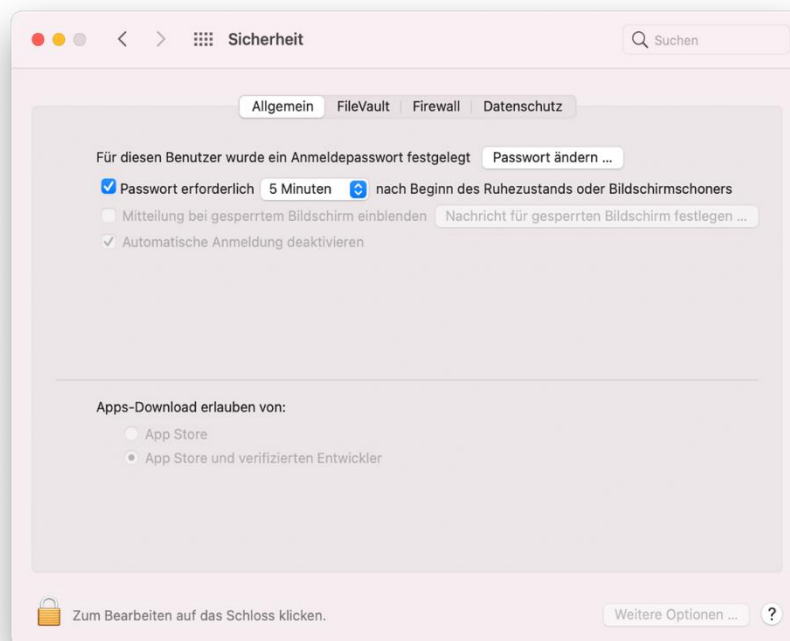 Sicherheit
Suchen
Allgemein FileVault Firewall Datenschutz
Für diesen Benutzer wurde ein Anmeldepasswort festgelegt Passwort ändern ...
Passwort erforderlich 5 Minuten nach Beginn des Ruhezustands oder Bildschirmschoners
Mitteilung bei gesperrtem Bildschirm einblenden Nachricht für gesperrten Bildschirm festlegen ...
Automatische Anmeldung deaktivieren
Apps-Download erlauben von:
App Store
App Store und verifizierten Entwickler
Zum Bearbeiten auf das Schloss klicken.
Weitere Optionen ... ?